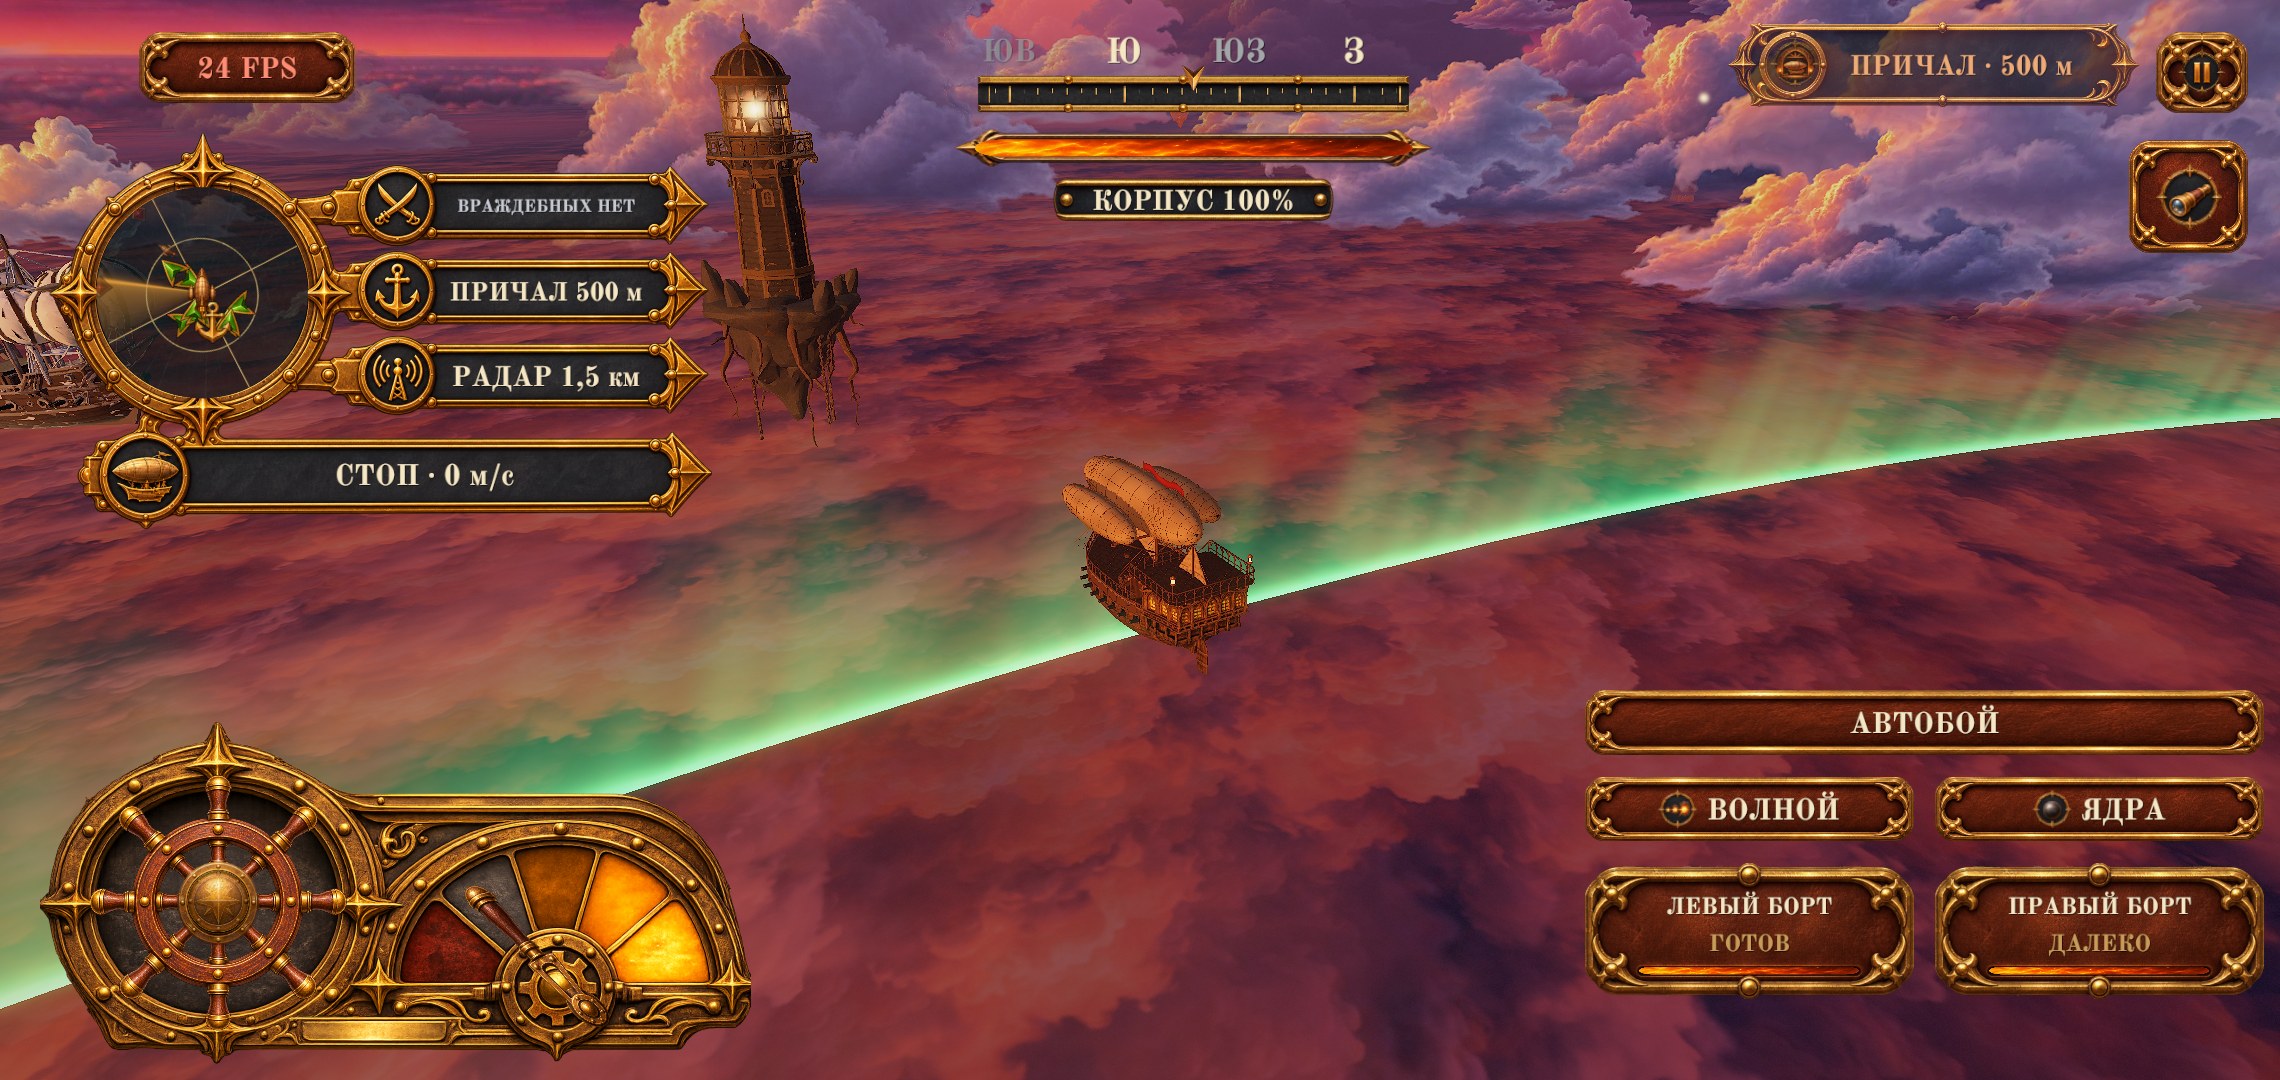 24 FPS
ЮВ Ю ЮЗ З
ПРИЧАЛ · 500 м
КОРПУС 100%
ВРАЖДЕБНЫХ НЕТ
ПРИЧАЛ 500 м
РАДАР 1,5 км
СТОП · 0 м/с
АВТОБОЙ
ВОЛНОЙ
ЯДРА
ЛЕВЫЙ БОРТ
ГОТОВ
ПРАВЫЙ БОРТ
ДАЛЕКО